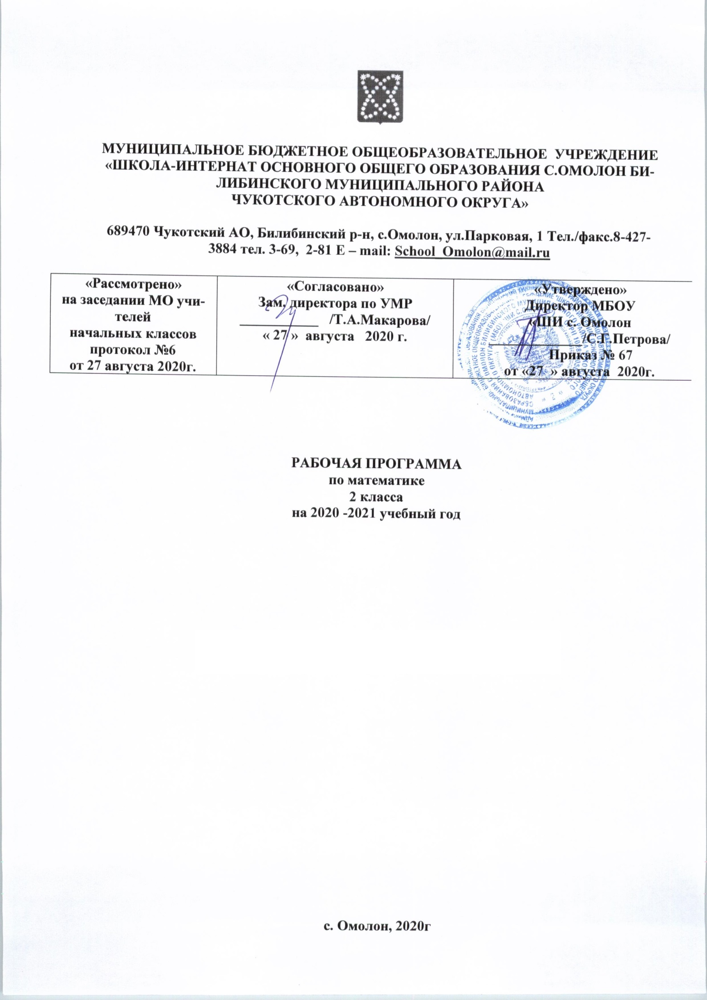 МУНИЦИПАЛЬНОЕ БЮДЖЕТНОЕ ОБЩЕОБРАЗОВАТЕЛЬНОЕ УЧРЕЖДЕНИЕ
«ШКОЛА-ИНТЕРНАТ ОСНОВНОГО ОБЩЕГО ОБРАЗОВАНИЯ С.ОМОЛОН БИ-
ЛИБИНСКОГО МУНИЦИПАЛЬНОГО РАЙОНА
ЧУКОТСКОГО АВТОНОМНОГО ОКРУГА»
689470 Чукотский АО, Билибинский р-н, с.Омолон, ул.Парковая, 1 Тел./факс.8-427-
3884 тел. 3-69, 2-81 Е – mail: School_Omolon@mail.ru
«Рассмотрено»
на заседании МО учи-
телей
начальных классов
протокол №6
от 27 августа 2020г.
«Согласовано»
Зам. директора по УМР
___________ /Т.А.Макарова/
« 27 » августа 2020 г.
«Утверждено»
Директор МБОУ
«ШИ с. Омолон
_____________/С.Г.Петрова/
Приказ № 67
от «27 » августа 2020г.
РАБОЧАЯ ПРОГРАММА
по математике
2 класса
на 2020 -2021 учебный год
с. Омолон, 2020г